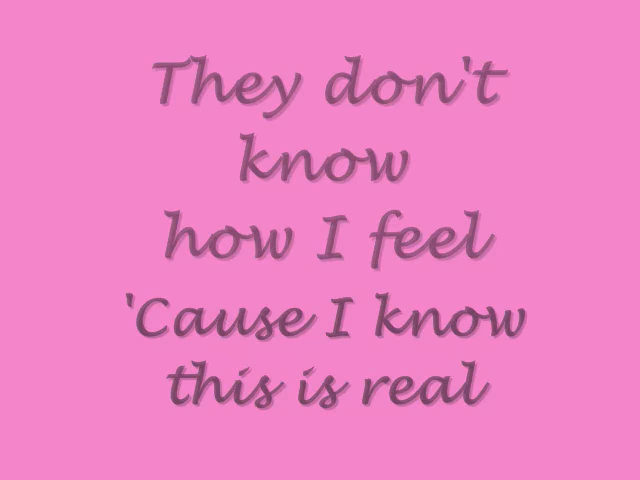 They don't
know
how I feel
'Cause I know
this is real